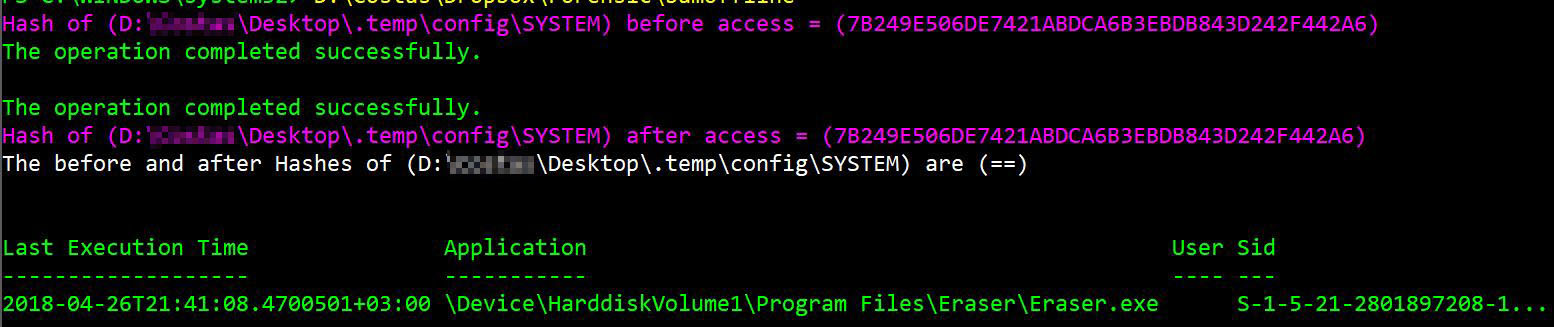 PS C:\WINDOWS\system32>
Hash of (D:\ \Desktop\.temp\config\SYSTEM) before access = (7B249E506DE7421ABDCA6B3EBDB843D242F442A6)
The operation completed successfully.
The operation completed successfully.
Hash of (D:\ \Desktop\.temp\config\SYSTEM) after access = (7B249E506DE7421ABDCA6B3EBDB843D242F442A6)
The before and after Hashes of (D:\ \Desktop\.temp\config\SYSTEM) are (==)
Last Execution Time Application User Sid
------------------- ----------- ---- ---
2018-04-26T21:41:08.4700501+03:00 \Device\HarddiskVolume1\Program Files\Eraser\Eraser.exe S-1-5-21-2801897208-1...